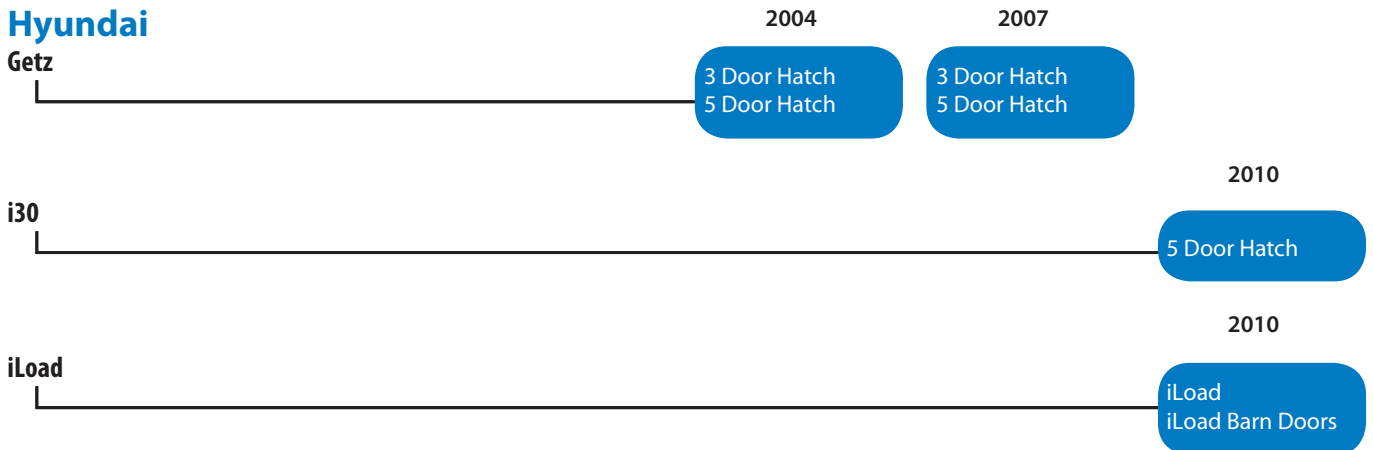 Hyundai
2004
2007
Getz
3 Door Hatch
5 Door Hatch
3 Door Hatch
5 Door Hatch
2010
i30
5 Door Hatch
2010
iLoad
iLoad
iLoad Barn Doors